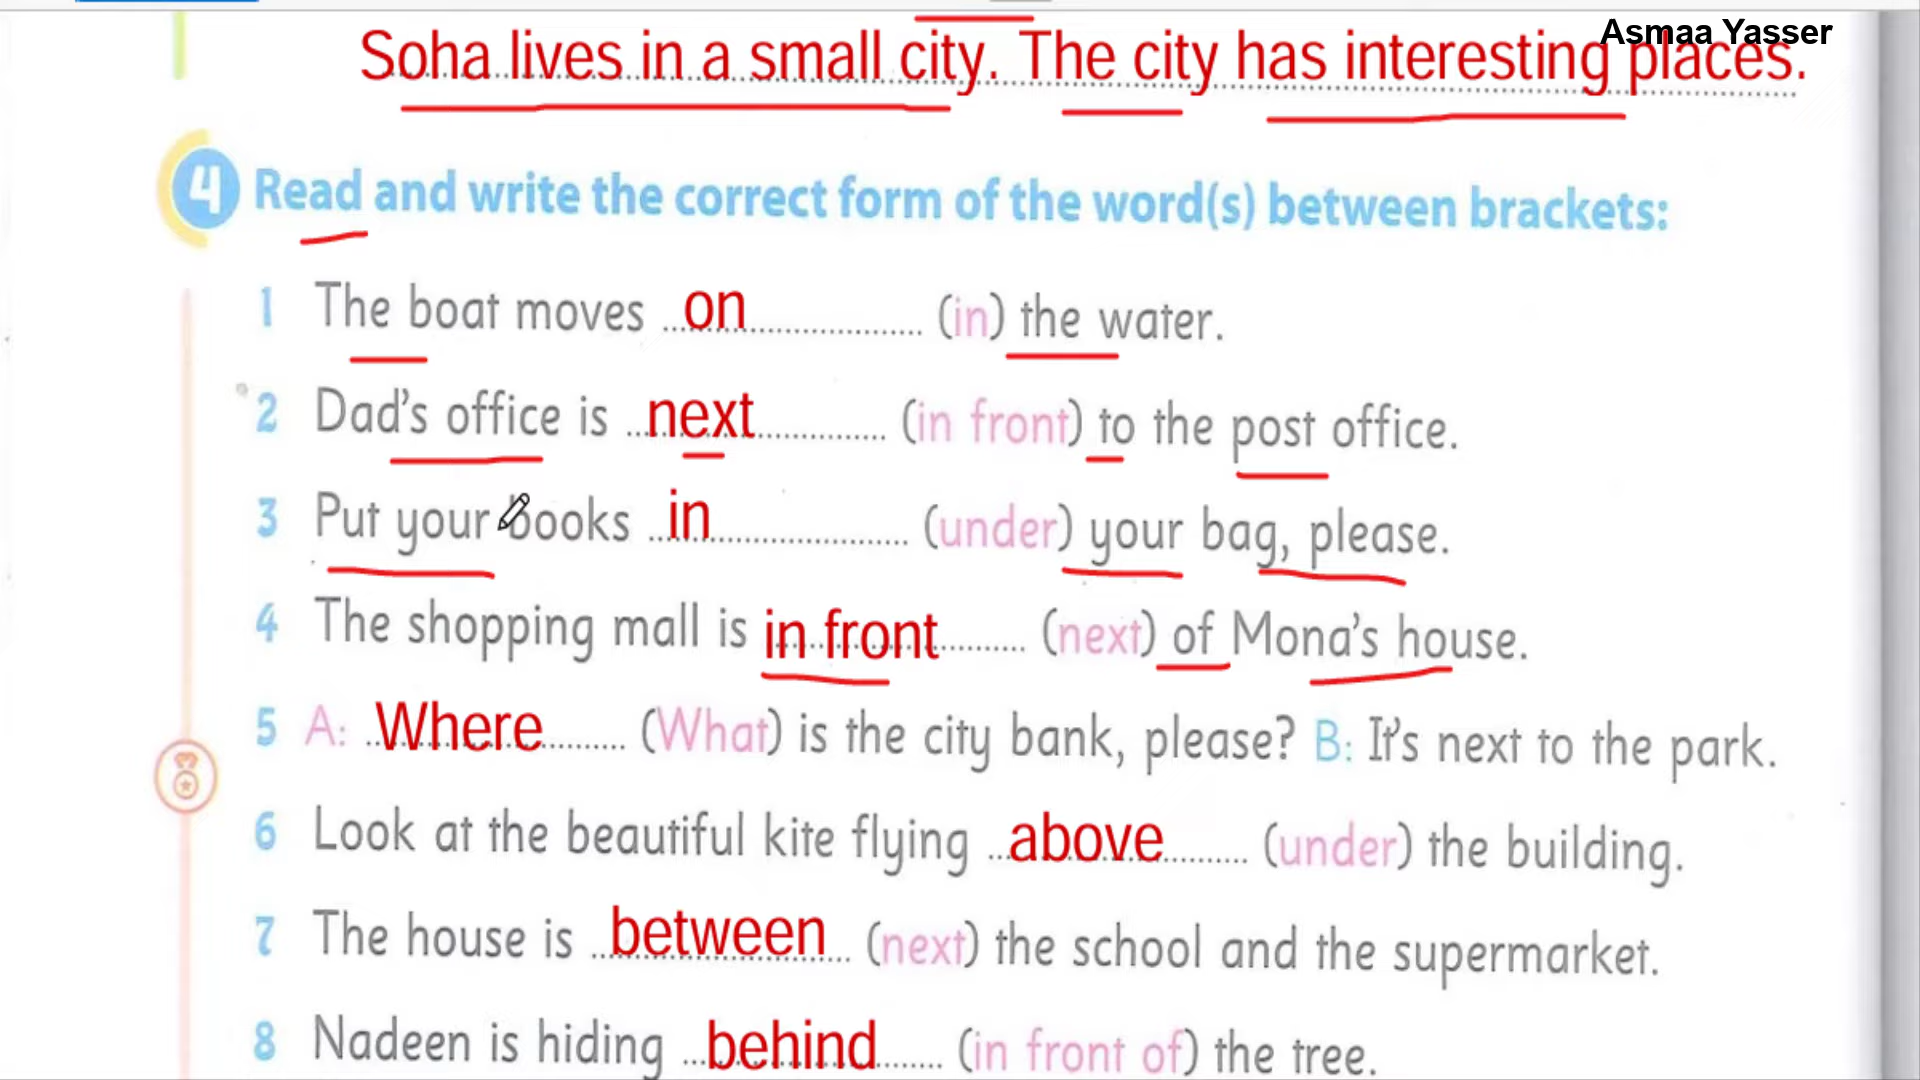 Asmaa Yasser
Soha lives in a small city. The city has interesting places.
4 Read and write the correct form of the word(s) between brackets:
1 The boat moves ..on.................. (in) the water.
2 Dad's office is ..next.............. (in front) to the post office.
3 Put your books ..in.................. (under) your bag, please.
4 The shopping mall is in front....... (next) of Mona's house.
5 A: ..Where........ (What) is the city bank, please? B: It's next to the park.
6 Look at the beautiful kite flying ..above........ (under) the building.
7 The house is ..between.. (next) the school and the supermarket.
8 Nadeen is hiding ..behind...... (in front of) the tree.